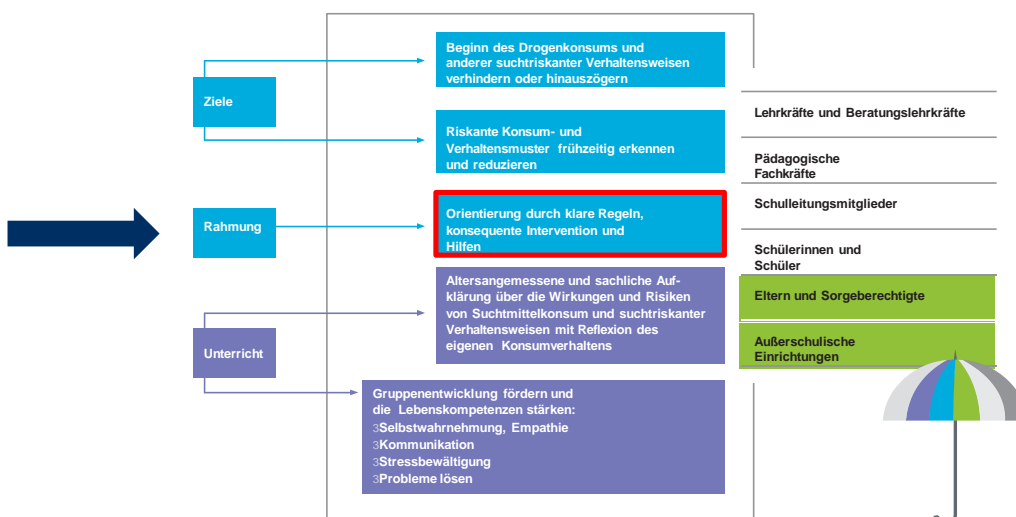 Beginn des Drogenkonsums und
anderer suchtriskanter Verhaltensweisen
verhindern oder hinauszögern
Ziele
Riskante Konsum- und
Verhaltensmuster frühzeitig erkennen
und reduzieren
Rahmung
Orientierung durch klare Regeln,
konsequente Intervention und
Hilfen
Altersangemessene und sachliche Auf-
klärung über die Wirkungen und Risiken
von Suchtmittelkonsum und suchtriskanter
Verhaltensweisen mit Reflexion des
eigenen Konsumverhaltens
Unterricht
Gruppenentwicklung fördern und
die Lebenskompetenzen stärken:
3Selbstwahrnehmung, Empathie
3Kommunikation
3Stressbewältigung
3Probleme lösen
Lehrkräfte und Beratungslehrkräfte
Pädagogische
Fachkräfte
Schulleitungsmitglieder
Schülerinnen und
Schüler
Eltern und Sorgeberechtigte
Außerschulische
Einrichtungen